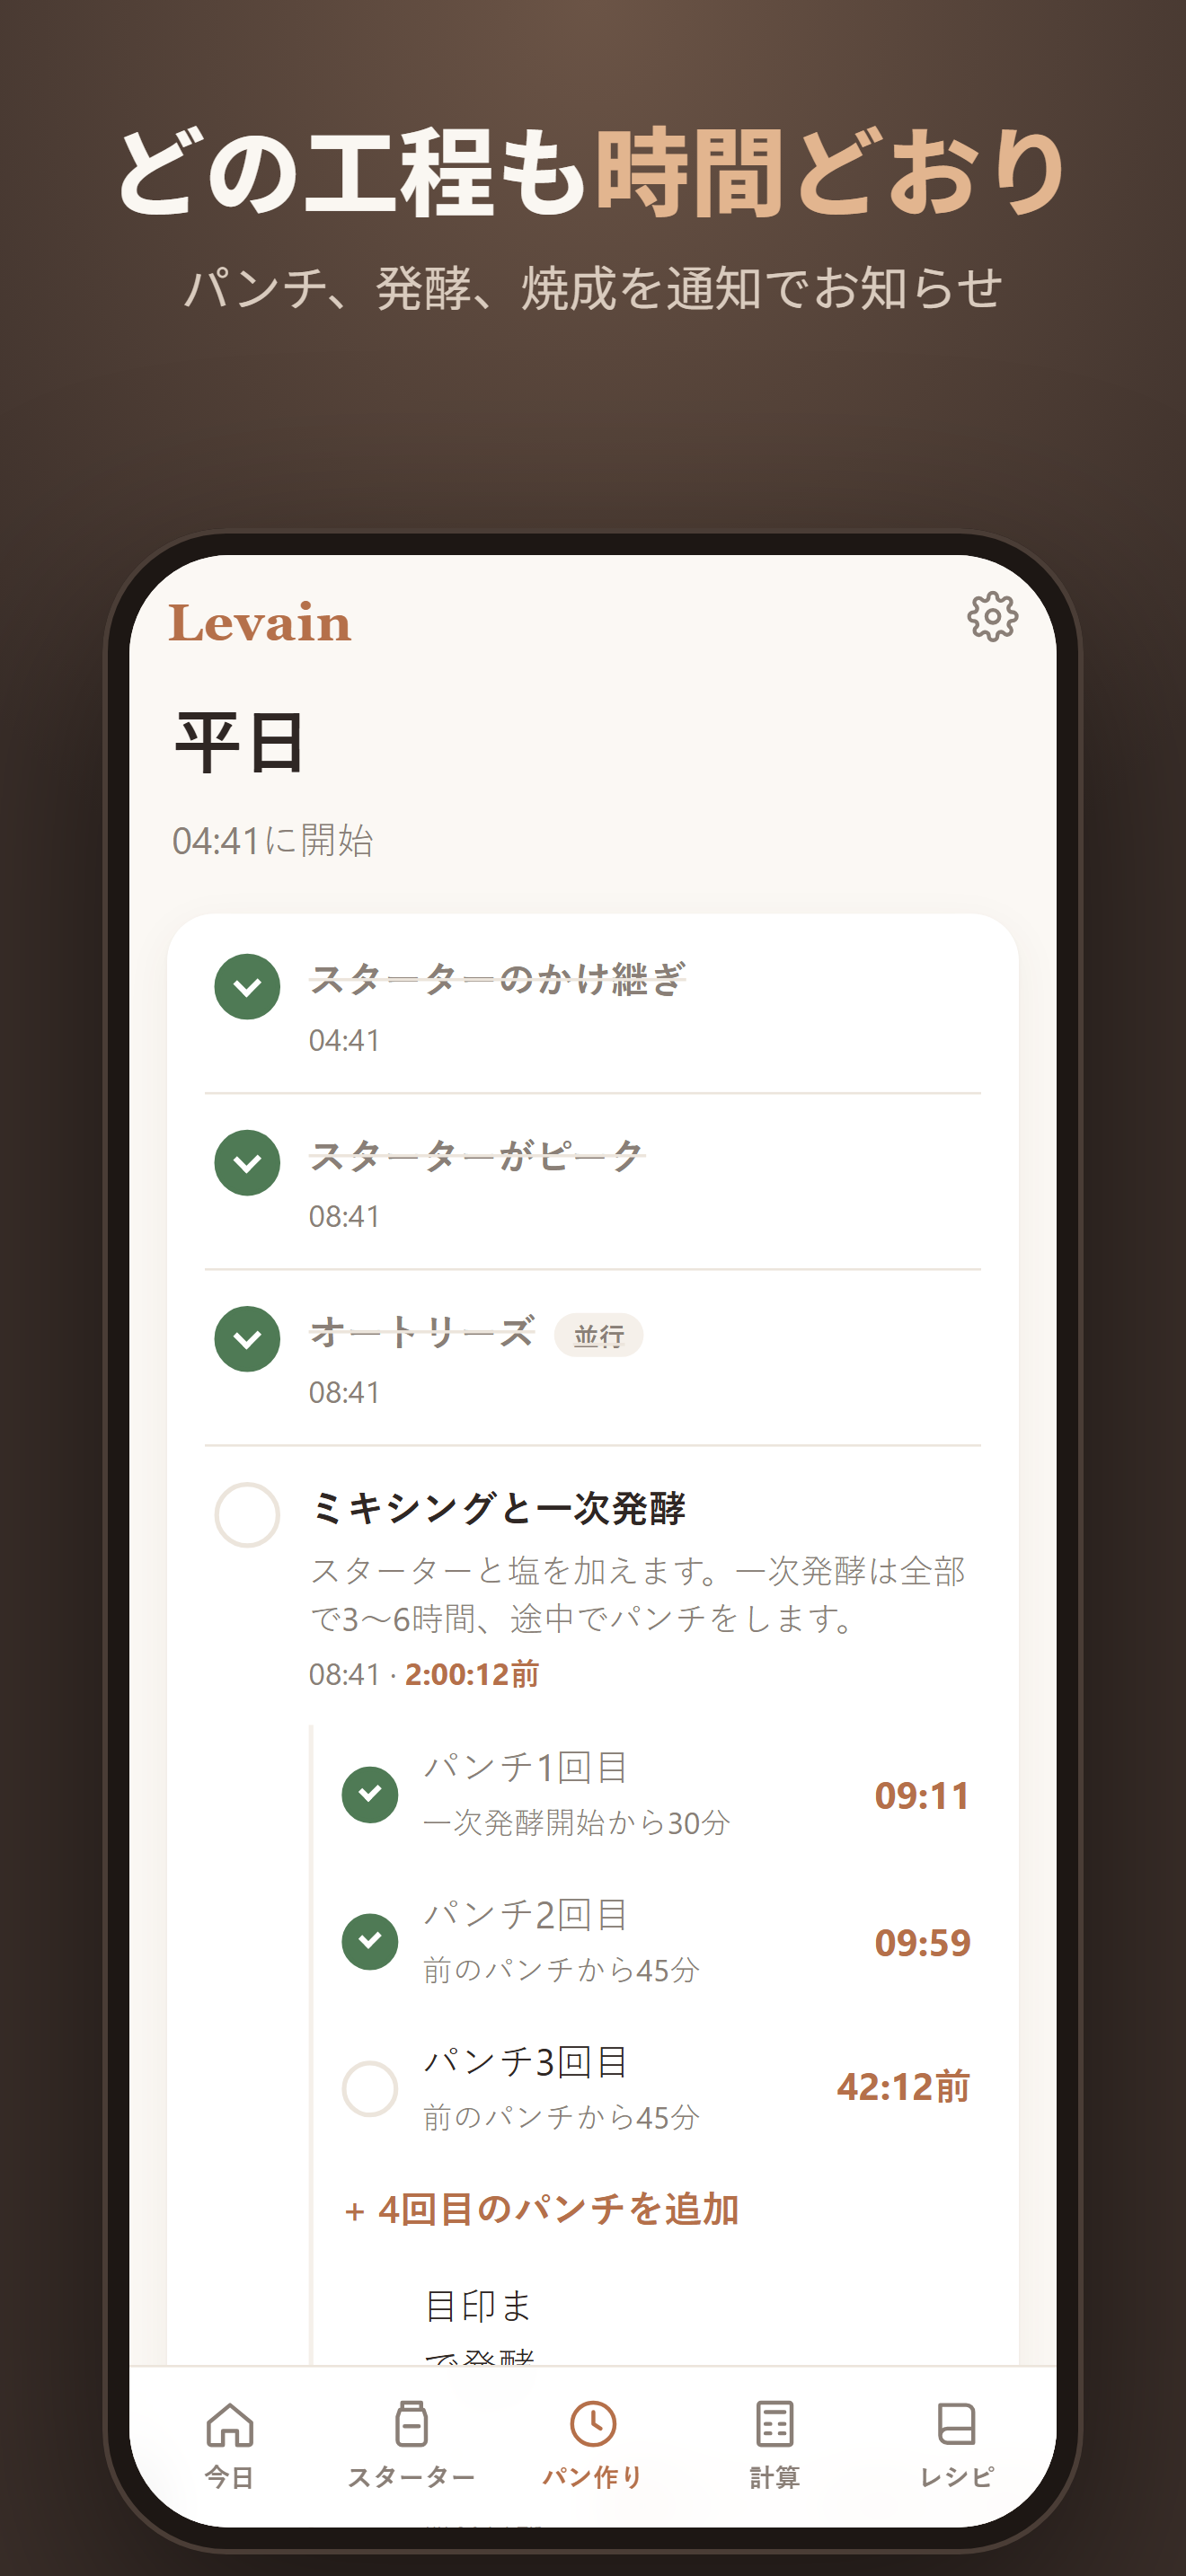 どの工程も時間どおり
パンチ、発酵、焼成を通知でお知らせ
Levain
平日
04:41に開始
スターターのかけ継ぎ
04:41
スターターがピーク
08:41
オートリーズ 並行
08:41
ミキシングと一次発酵
スターターと塩を加えます。一次発酵は全部
で3〜6時間、途中でパンチをします。
08:41 · 2:00:12前
パンチ1回目
一次発酵開始から30分
09:11
パンチ2回目
前のパンチから45分
09:59
パンチ3回目
前のパンチから45分
42:12前
+ 4回目のパンチを追加
目印ま
で発酵
今日
スターター
パン作り
計算
レシピ